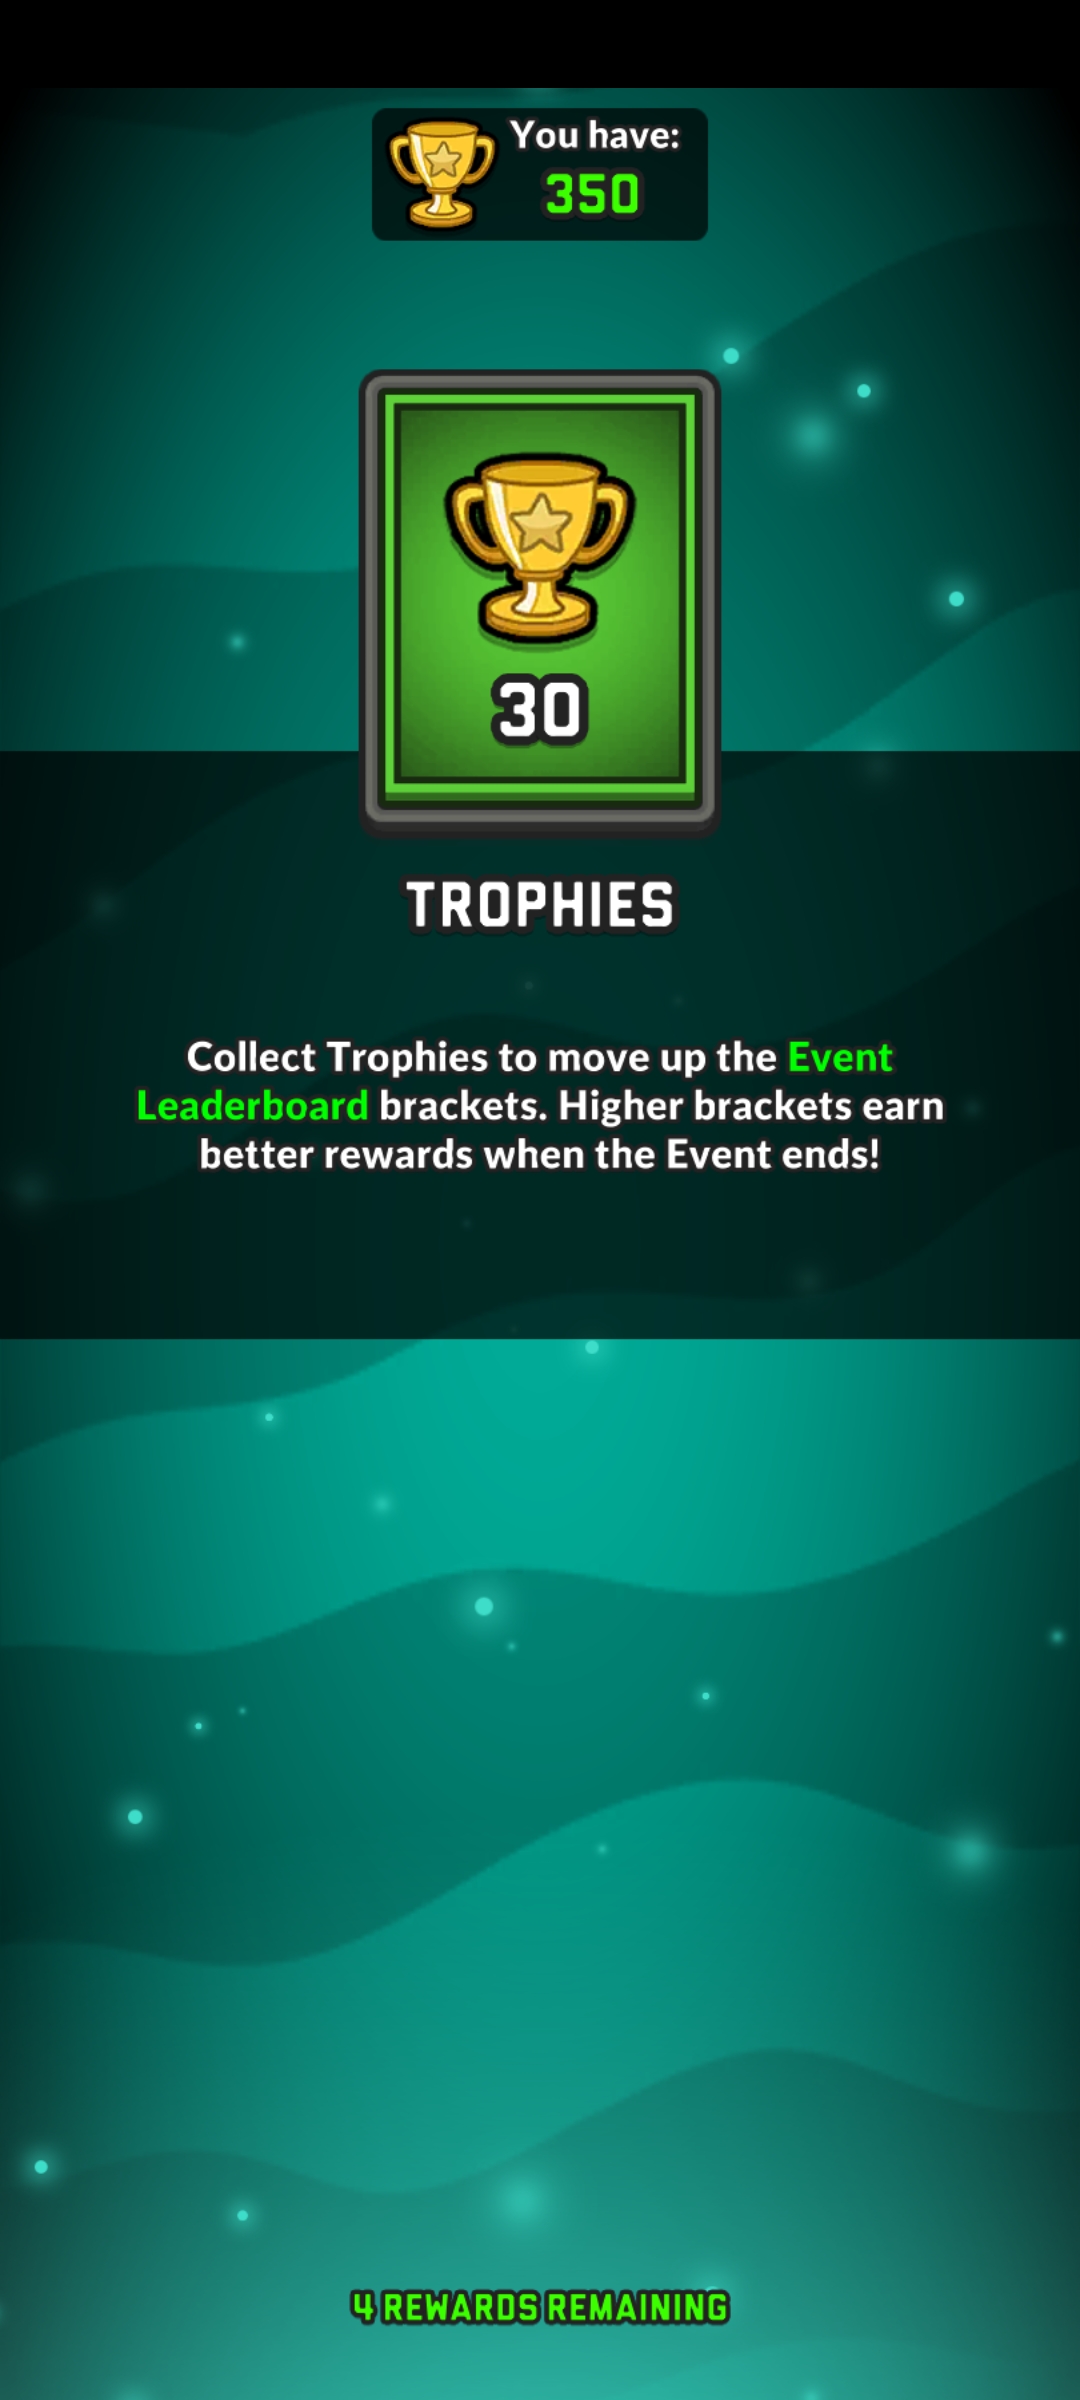 You have:
350
30
TROPHIES
Collect Trophies to move up the Event
Leaderboard brackets. Higher brackets earn
better rewards when the Event ends!
4 REWARDS REMAINING